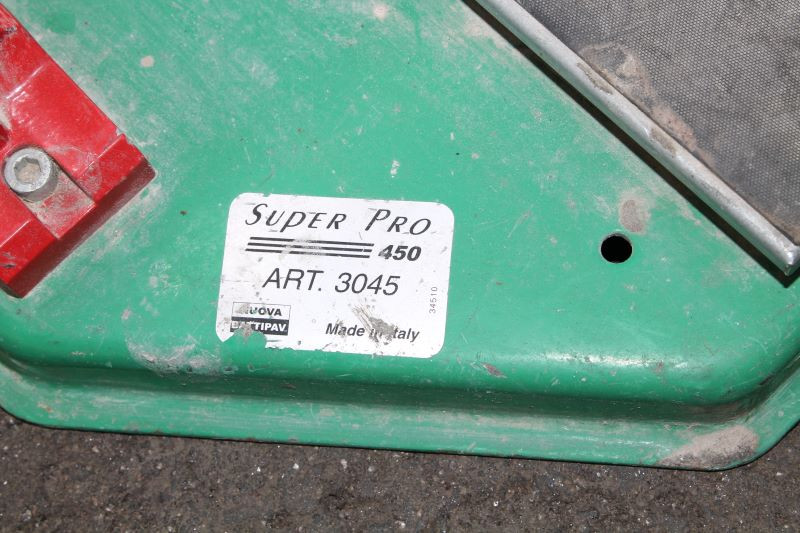 SUPER PRO
450
ART. 3045
34510
NUOVA
BATTIPAV
Made in Italy